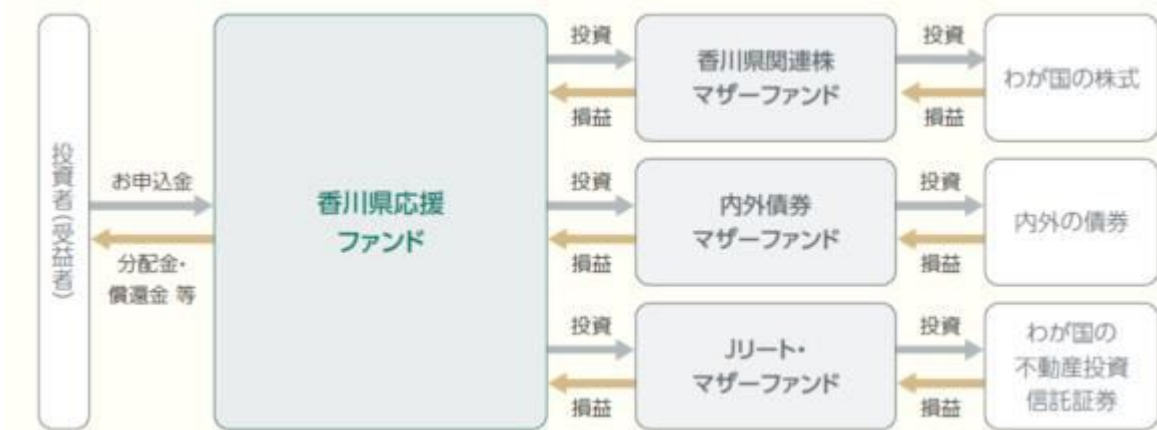 投資者(受益者)
お申込金
分配金・
償還金 等
香川県応援
ファンド
投資
損益
香川県関連株
マザーファンド
投資
損益
わが国の株式
投資
損益
内外債券
マザーファンド
投資
損益
内外の債券
投資
損益
Jリート・
マザーファンド
投資
損益
わが国の
不動産投資
信託証券